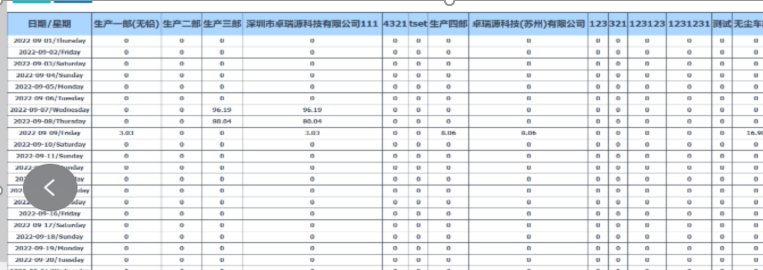 日期/星期 生产一部(无铅) 生产二部 生产三部 深圳市卓瑞源科技有限公司111 4321 tset 生产四部 卓瑞源科技(苏州)有限公司 123 321 123123 1231231 测试 无尘车
2022-09-01/Thursday 0 0 0 0 0 0 0 0 0 0 0 0 0 0
2022-09-02/Friday 0 0 0 0 0 0 0 0 0 0 0 0 0 0
2022-09-03/Saturday 0 0 0 0 0 0 0 0 0 0 0 0 0 0
2022-09-04/Sunday 0 0 0 0 0 0 0 0 0 0 0 0 0 0
2022-09-05/Monday 0 0 0 0 0 0 0 0 0 0 0 0 0 0
2022-09-06/Tuesday 0 0 0 0 0 0 0 0 0 0 0 0 0 0
2022-09-07/Wednesday 0 0 96.19 96.19 0 0 0 0 0 0 0 0 0 0
2022-09-08/Thursday 0 0 80.04 80.04 0 0 0 0 0 0 0 0 0 0
2022-09-09/Friday 3.03 0 0 3.03 0 0 8.06 8.06 0 0 0 0 0 16.9
2022-09-10/Saturday 0 0 0 0 0 0 0 0 0 0 0 0 0 0
2022-09-11/Sunday 0 0 0 0 0 0 0 0 0 0 0 0 0 0
0 0 0 0 0 0 0 0 0 0 0 0 0 0
0 0 0 0 0 0 0 0 0 0 0 0 0 0
0 0 0 0 0 0 0 0 0 0 0 0 0 0
0 0 0 0 0 0 0 0 0 0 0 0 0 0
2022-09-16/Friday 0 0 0 0 0 0 0 0 0 0 0 0 0 0
2022-09-17/Saturday 0 0 0 0 0 0 0 0 0 0 0 0 0 0
2022-09-18/Sunday 0 0 0 0 0 0 0 0 0 0 0 0 0 0
2022-09-19/Monday 0 0 0 0 0 0 0 0 0 0 0 0 0 0
2022-09-20/Tuesday 0 0 0 0 0 0 0 0 0 0 0 0 0 0